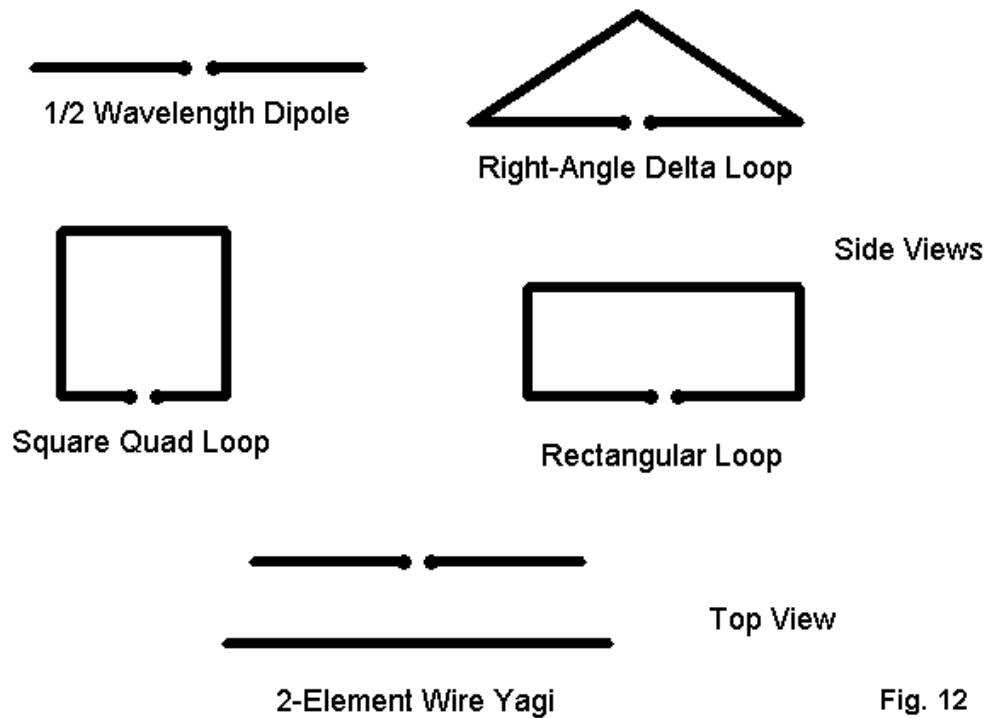 1/2 Wavelength Dipole
Right-Angle Delta Loop
Side Views
Square Quad Loop
Rectangular Loop
Top View
2-Element Wire Yagi
Fig. 12